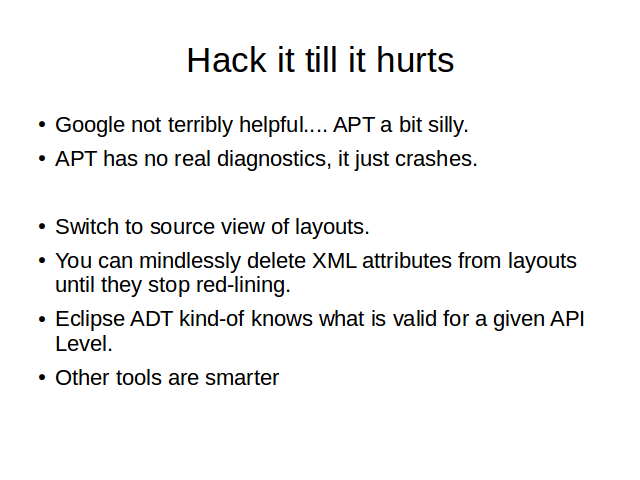 Hack it till it hurts
• Google not terribly helpful.... APT a bit silly.
• APT has no real diagnostics, it just crashes.
• Switch to source view of layouts.
• You can mindlessly delete XML attributes from layouts
until they stop red-lining.
• Eclipse ADT kind-of knows what is valid for a given API
Level.
• Other tools are smarter